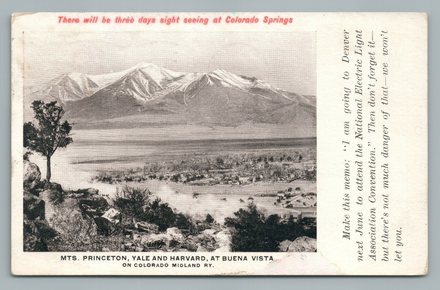 There will be three days sight seeing at Colorado Springs
MTS. PRINCETON, YALE AND HARVARD, AT BUENA VISTA
ON COLORADO MIDLAND RY.
Make this memo: "I am going to Denver
next June to attend the National Electric Light
Association Convention." Then don't forget it—
but there's not much danger of that—we won't
let you.